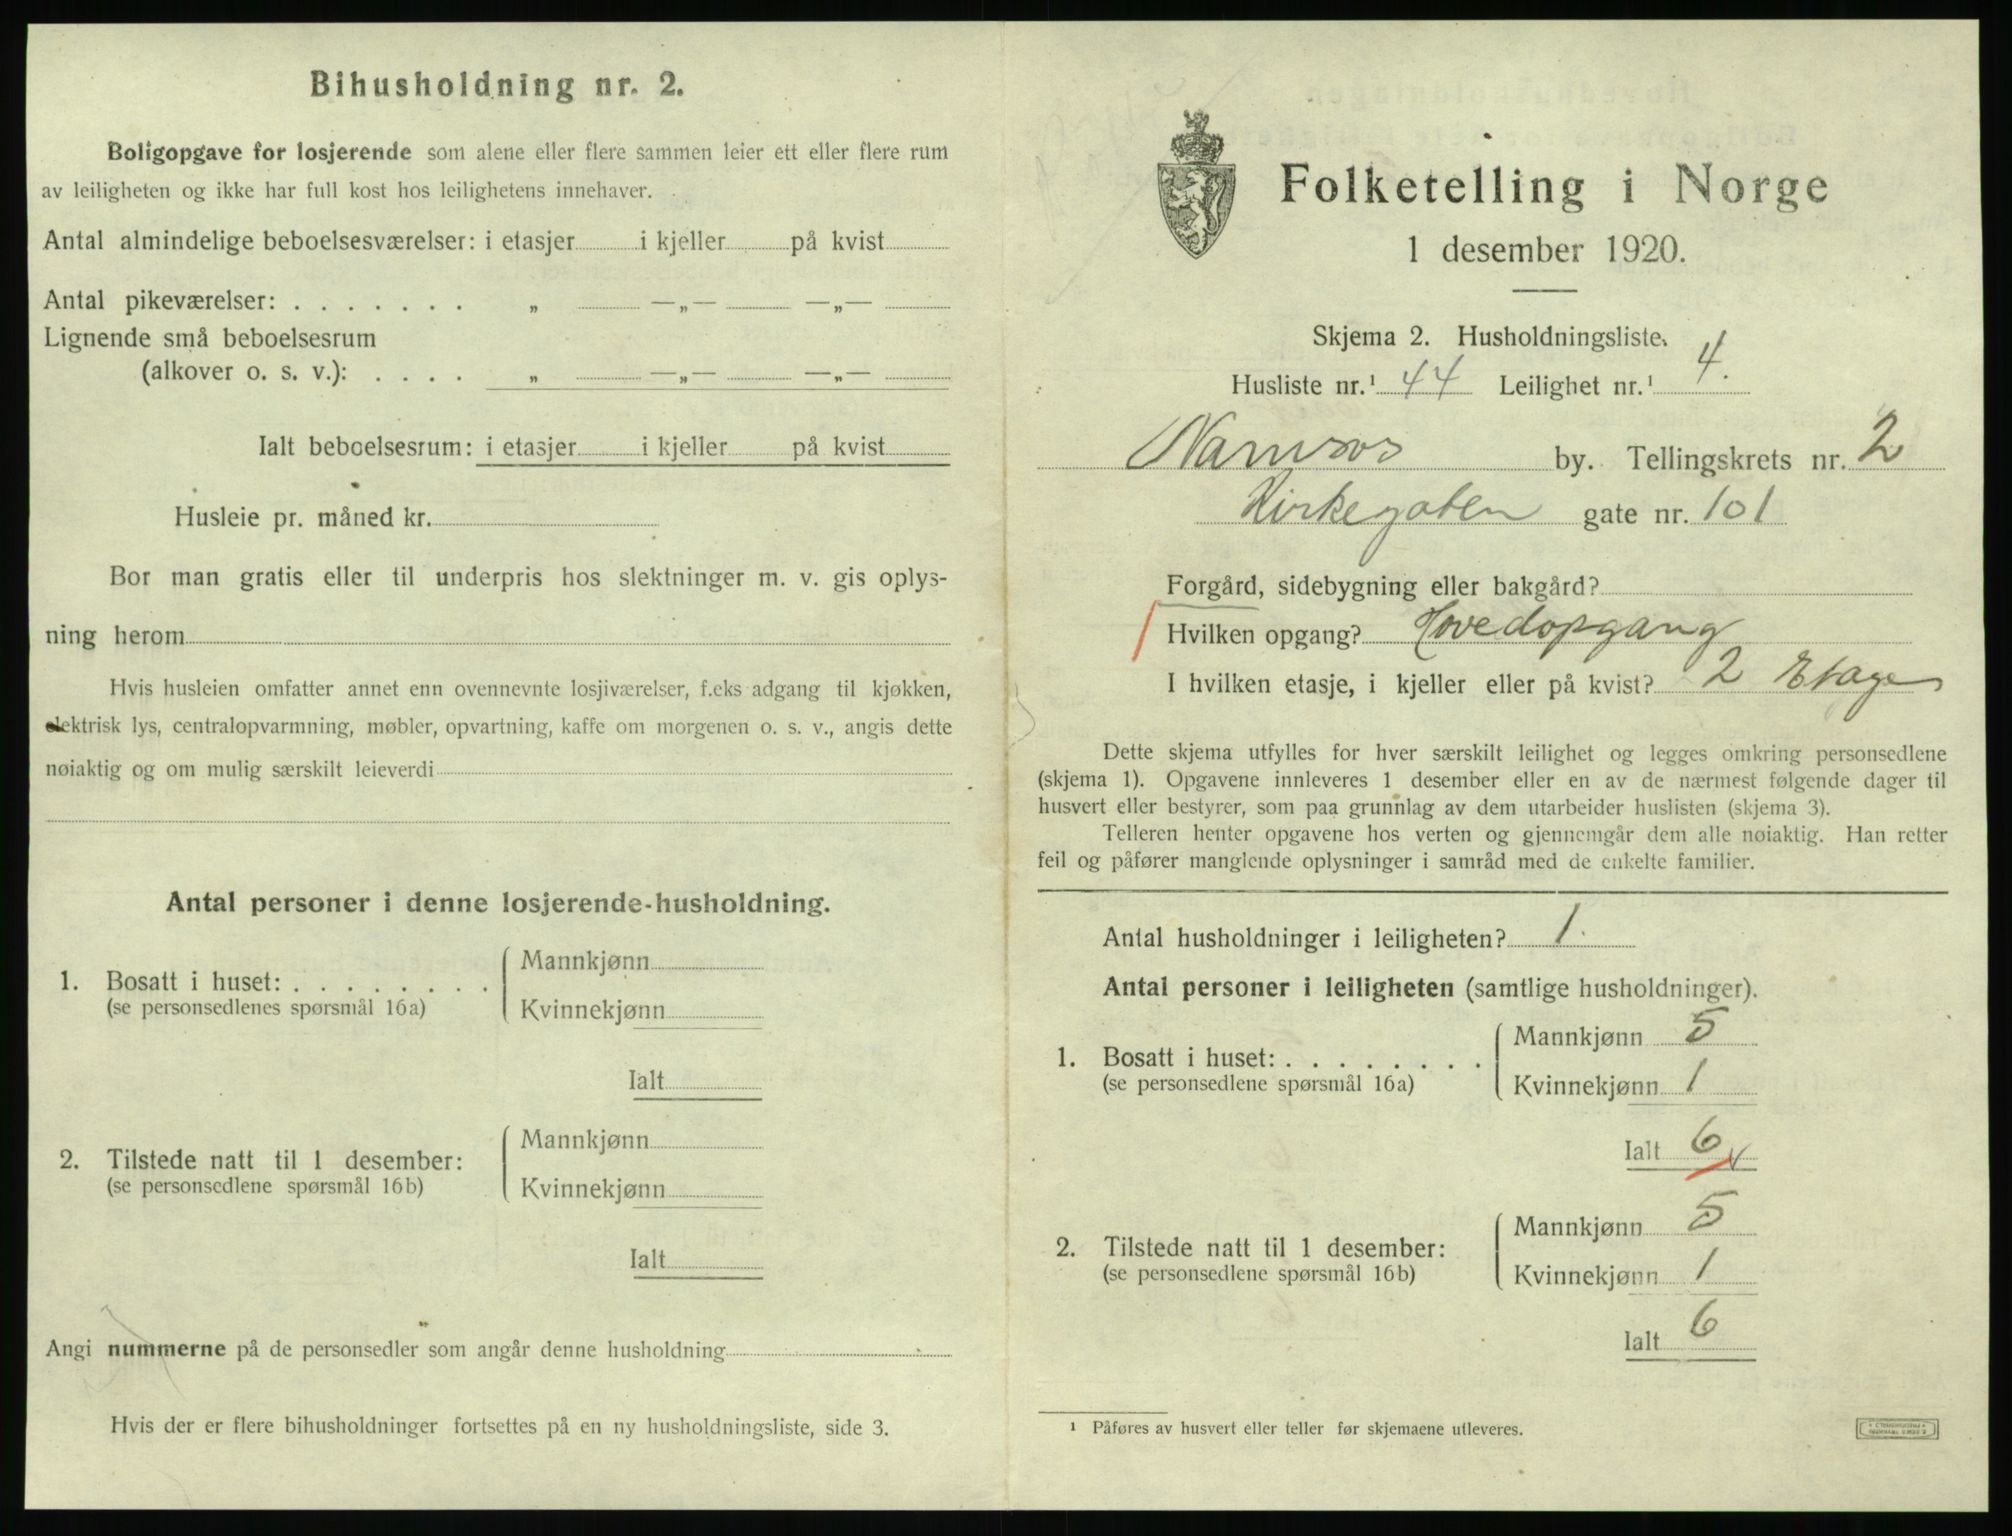 Bihusholdning nr. 2.
Boligopgave for losjerende som alene eller flere sammen leier ett eller flere rum
av leiligheten og ikke har full kost hos leilighetens innehaver.
Antal almindelige beboelsesværelser: i etasjer i kjeller på kvist
Antal pikeværelser: . . . . . . . „ —„— —„—
Lignende små beboelsesrum
(alkover o. s. v.): . . . . „ —„— —„—
Ialt beboelsesrum: i etasjer i kjeller på kvist
Husleie pr. måned kr.
Bor man gratis eller til underpris hos slektninger m. v. gis oplys-
ning herom
Hvis husleien omfatter annet enn ovennevnte losjiværelser, f.eks adgang til kjøkken,
elektrisk lys, centralopvarmning, møbler, opvartning, kaffe om morgenen o. s. v., angis dette
nøiaktig og om mulig særskilt leieverdi
Antal personer i denne losjerende-husholdning.
1. Bosatt i huset: . . . . . . . . Mannkjønn
(se personsedlenes spørsmål 16a) Kvinnekjønn
Ialt
2. Tilstede natt til 1 desember: Mannkjønn
(se personsedlene spørsmål 16b) Kvinnekjønn
Ialt
Angi nummerne på de personsedler som angår denne husholdning
Hvis der er flere bihusholdninger fortsettes på en ny husholdningsliste, side 3.
Folketelling i Norge
1 desember 1920.
Skjema 2. Husholdningsliste.
Husliste nr.¹ 44 Leilighet nr.¹ 4.
Namsos by. Tellingskrets nr. 2
Kirkegaten gate nr. 101
Forgård, sidebygning eller bakgård?
Hvilken opgang? Hovedopgang
I hvilken etasje, i kjeller eller på kvist? 2 Etage
Dette skjema utfylles for hver særskilt leilighet og legges omkring personsedlene
(skjema 1). Opgavene innleveres 1 desember eller en av de nærmest følgende dager til
husvert eller bestyrer, som paa grunnlag av dem utarbeider huslisten (skjema 3).
Telleren henter opgavene hos verten og gjennemgår dem alle nøiaktig. Han retter
feil og påfører manglende oplysninger i samråd med de enkelte familier.
Antal husholdninger i leiligheten? 1.
Antal personer i leiligheten (samtlige husholdninger).
1. Bosatt i huset: . . . . . . . . Mannkjønn 5
(se personsedlene spørsmål 16a) Kvinnekjønn 1
Ialt 6
2. Tilstede natt til 1 desember: Mannkjønn 5
(se personsedlene spørsmål 16b) Kvinnekjønn 1
Ialt 6
¹ Påføres av husvert eller teller før skjemaene utleveres.